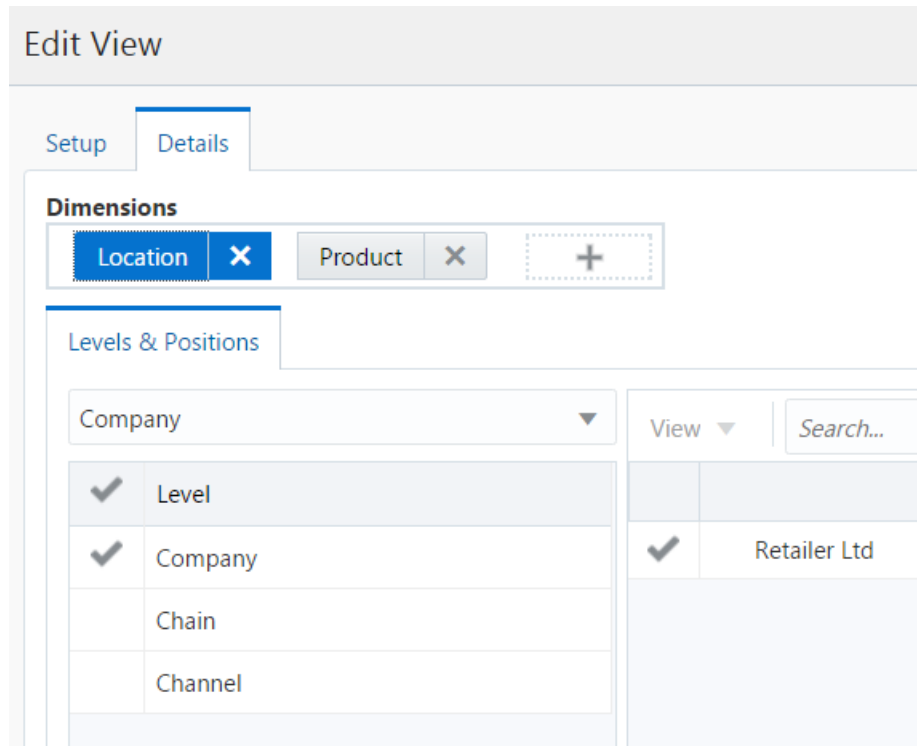 Edit View
Setup Details
Dimensions
Location Product
Levels & Positions
Company
View Search...
Level
Company
Retailer Ltd
Chain
Channel